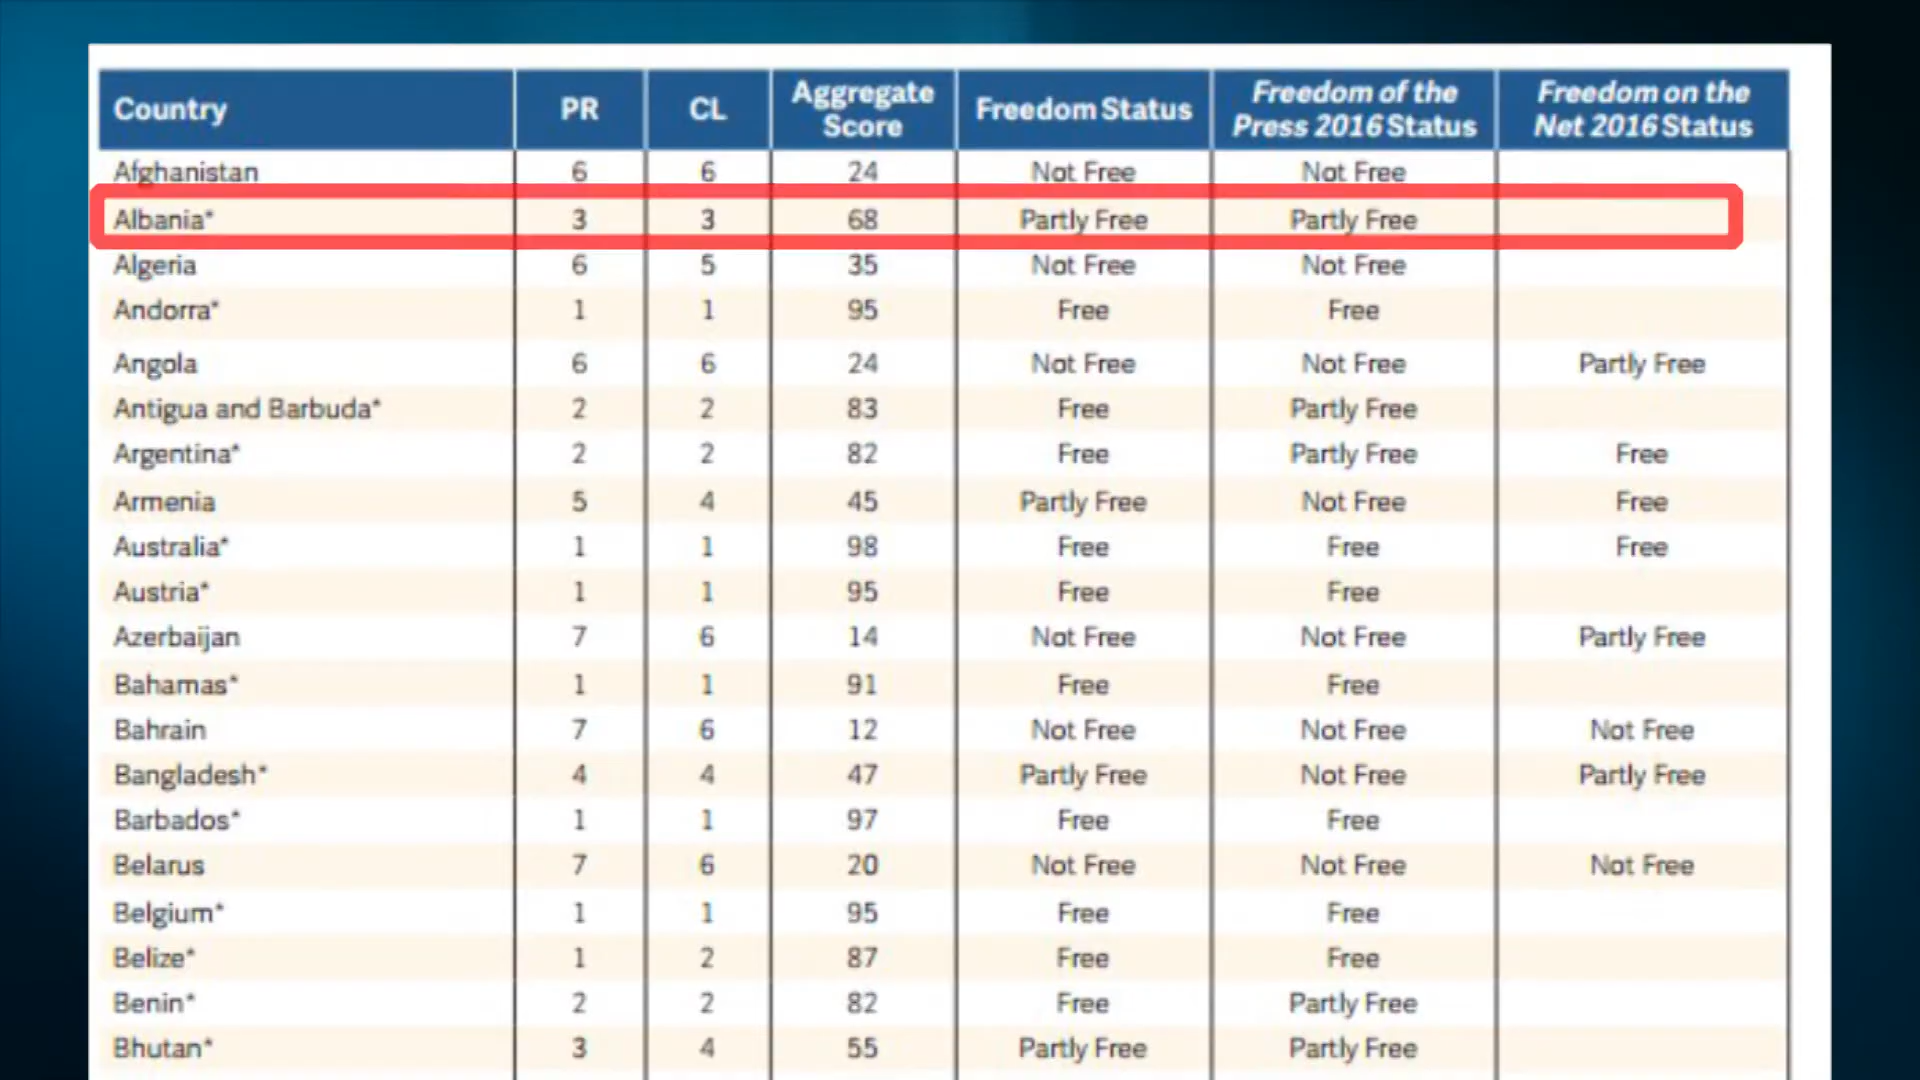 Country PR CL Aggregate Score Freedom Status Freedom of the Press 2016 Status Freedom on the Net 2016 Status
Afghanistan 6 6 24 Not Free Not Free
Albania* 3 3 68 Partly Free Partly Free
Algeria 6 5 35 Not Free Not Free
Andorra* 1 1 95 Free Free
Angola 6 6 24 Not Free Not Free Partly Free
Antigua and Barbuda* 2 2 83 Free Partly Free
Argentina* 2 2 82 Free Partly Free Free
Armenia 5 4 45 Partly Free Not Free Free
Australia* 1 1 98 Free Free Free
Austria* 1 1 95 Free Free
Azerbaijan 7 6 14 Not Free Not Free Partly Free
Bahamas* 1 1 91 Free Free
Bahrain 7 6 12 Not Free Not Free Not Free
Bangladesh* 4 4 47 Partly Free Not Free Partly Free
Barbados* 1 1 97 Free Free
Belarus 7 6 20 Not Free Not Free Not Free
Belgium* 1 1 95 Free Free
Belize* 1 2 87 Free Free
Benin* 2 2 82 Free Partly Free
Bhutan* 3 4 55 Partly Free Partly Free